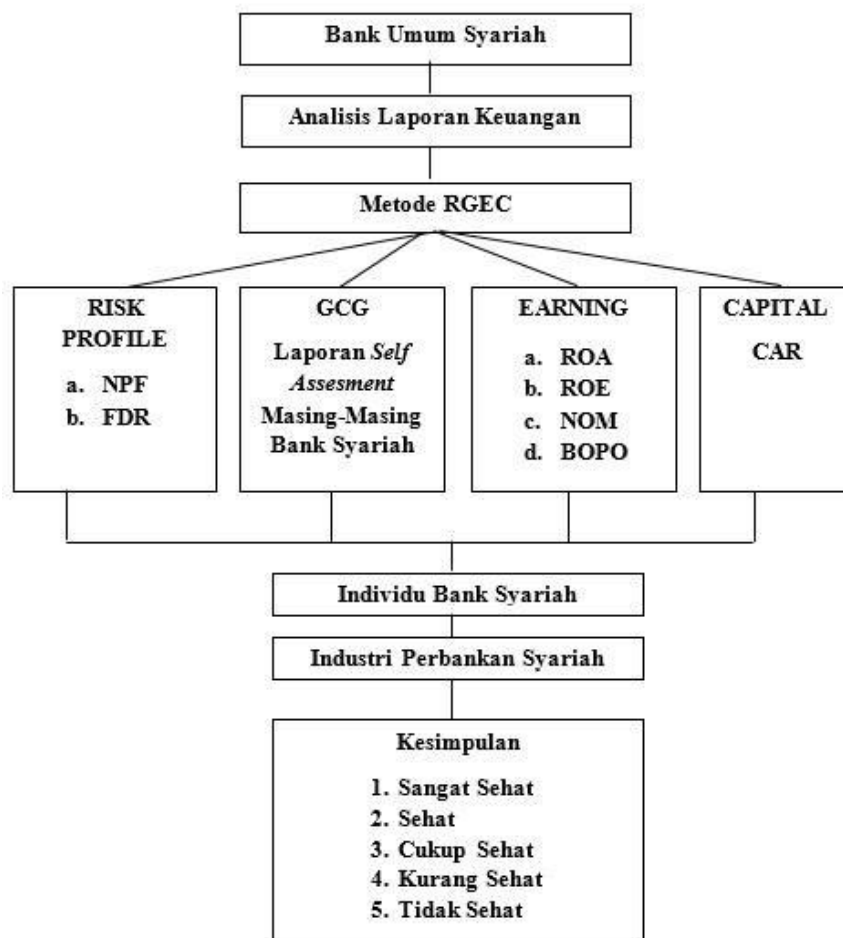 Bank Umum Syariah
Analisis Laporan Keuangan
Metode RGEC
RISK
PROFILE
a. NPF
b. FDR
GCG
Laporan Self
Assesment
Masing-Masing
Bank Syariah
EARNING
a. ROA
b. ROE
c. NOM
d. BOPO
CAPITAL
CAR
Individu Bank Syariah
Industri Perbankan Syariah
Kesimpulan
1. Sangat Sehat
2. Sehat
3. Cukup Sehat
4. Kurang Sehat
5. Tidak Sehat